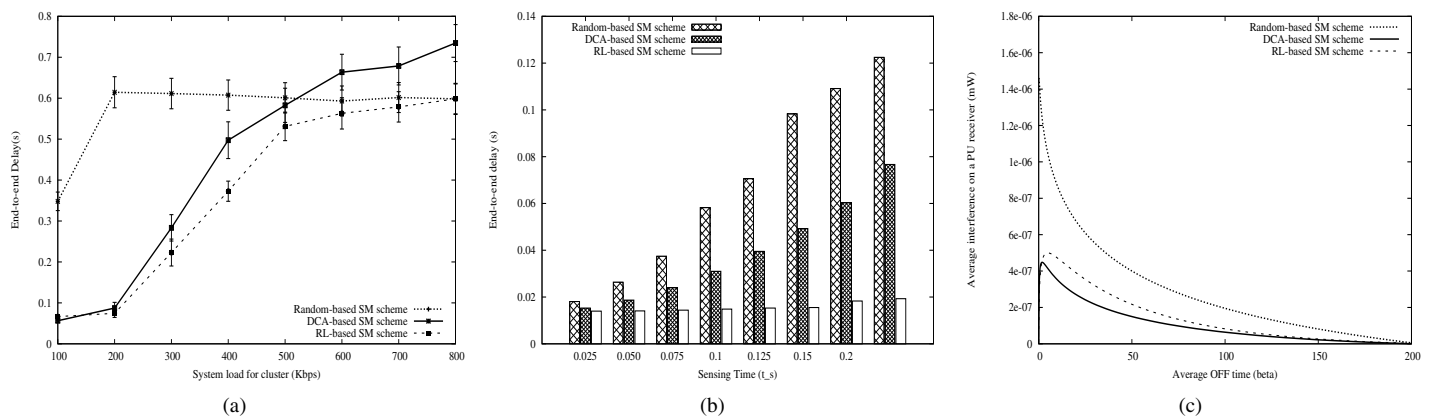 0.8
0.7
0.6
0.5
0.4
0.3
0.2
0.1
0
End-to-end Delay(s)
Random-based SM scheme
DCA-based SM scheme
RL-based SM scheme
100 200 300 400 500 600 700 800
System load for cluster (Kbps)
(a)
0.14
0.12
0.1
0.08
0.06
0.04
0.02
0
End-to-end delay (s)
Random-based SM scheme
DCA-based SM scheme
RL-based SM scheme
0.025 0.050 0.075 0.1 0.125 0.15 0.2
Sensing Time (t_s)
(b)
1.8e-06
1.6e-06
1.4e-06
1.2e-06
1e-06
8e-07
6e-07
4e-07
2e-07
0
Average interference on a PU receiver (mW)
Random-based SM scheme
DCA-based SM scheme
RL-based SM scheme
0 50 100 150 200
Average OFF time (beta)
(c)